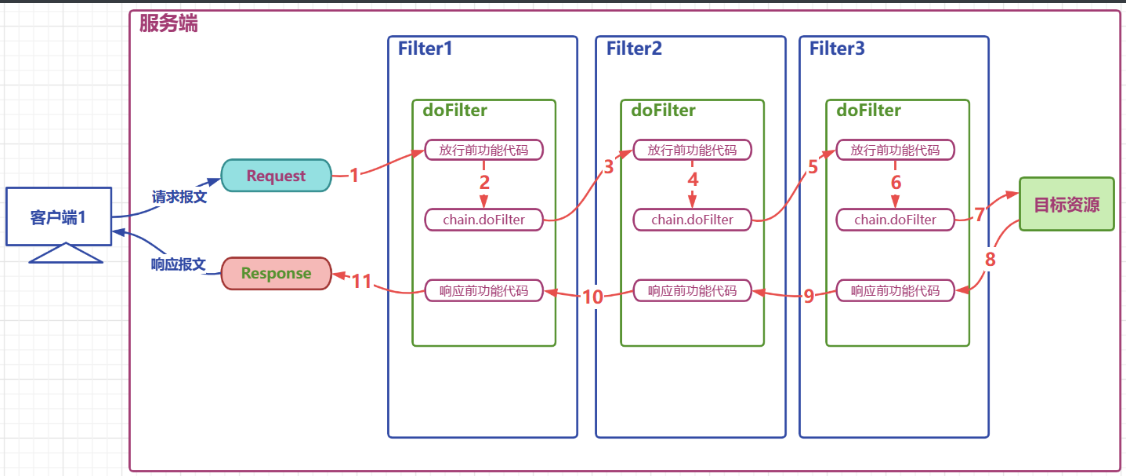 服务端
Filter1
Filter2
Filter3
doFilter
doFilter
doFilter
放行前功能代码
放行前功能代码
放行前功能代码
Request
1
2
3
4
5
6
请求报文
客户端1
chain.doFilter
chain.doFilter
chain.doFilter
7
目标资源
响应报文
Response
11
响应前功能代码
10
响应前功能代码
9
响应前功能代码
8